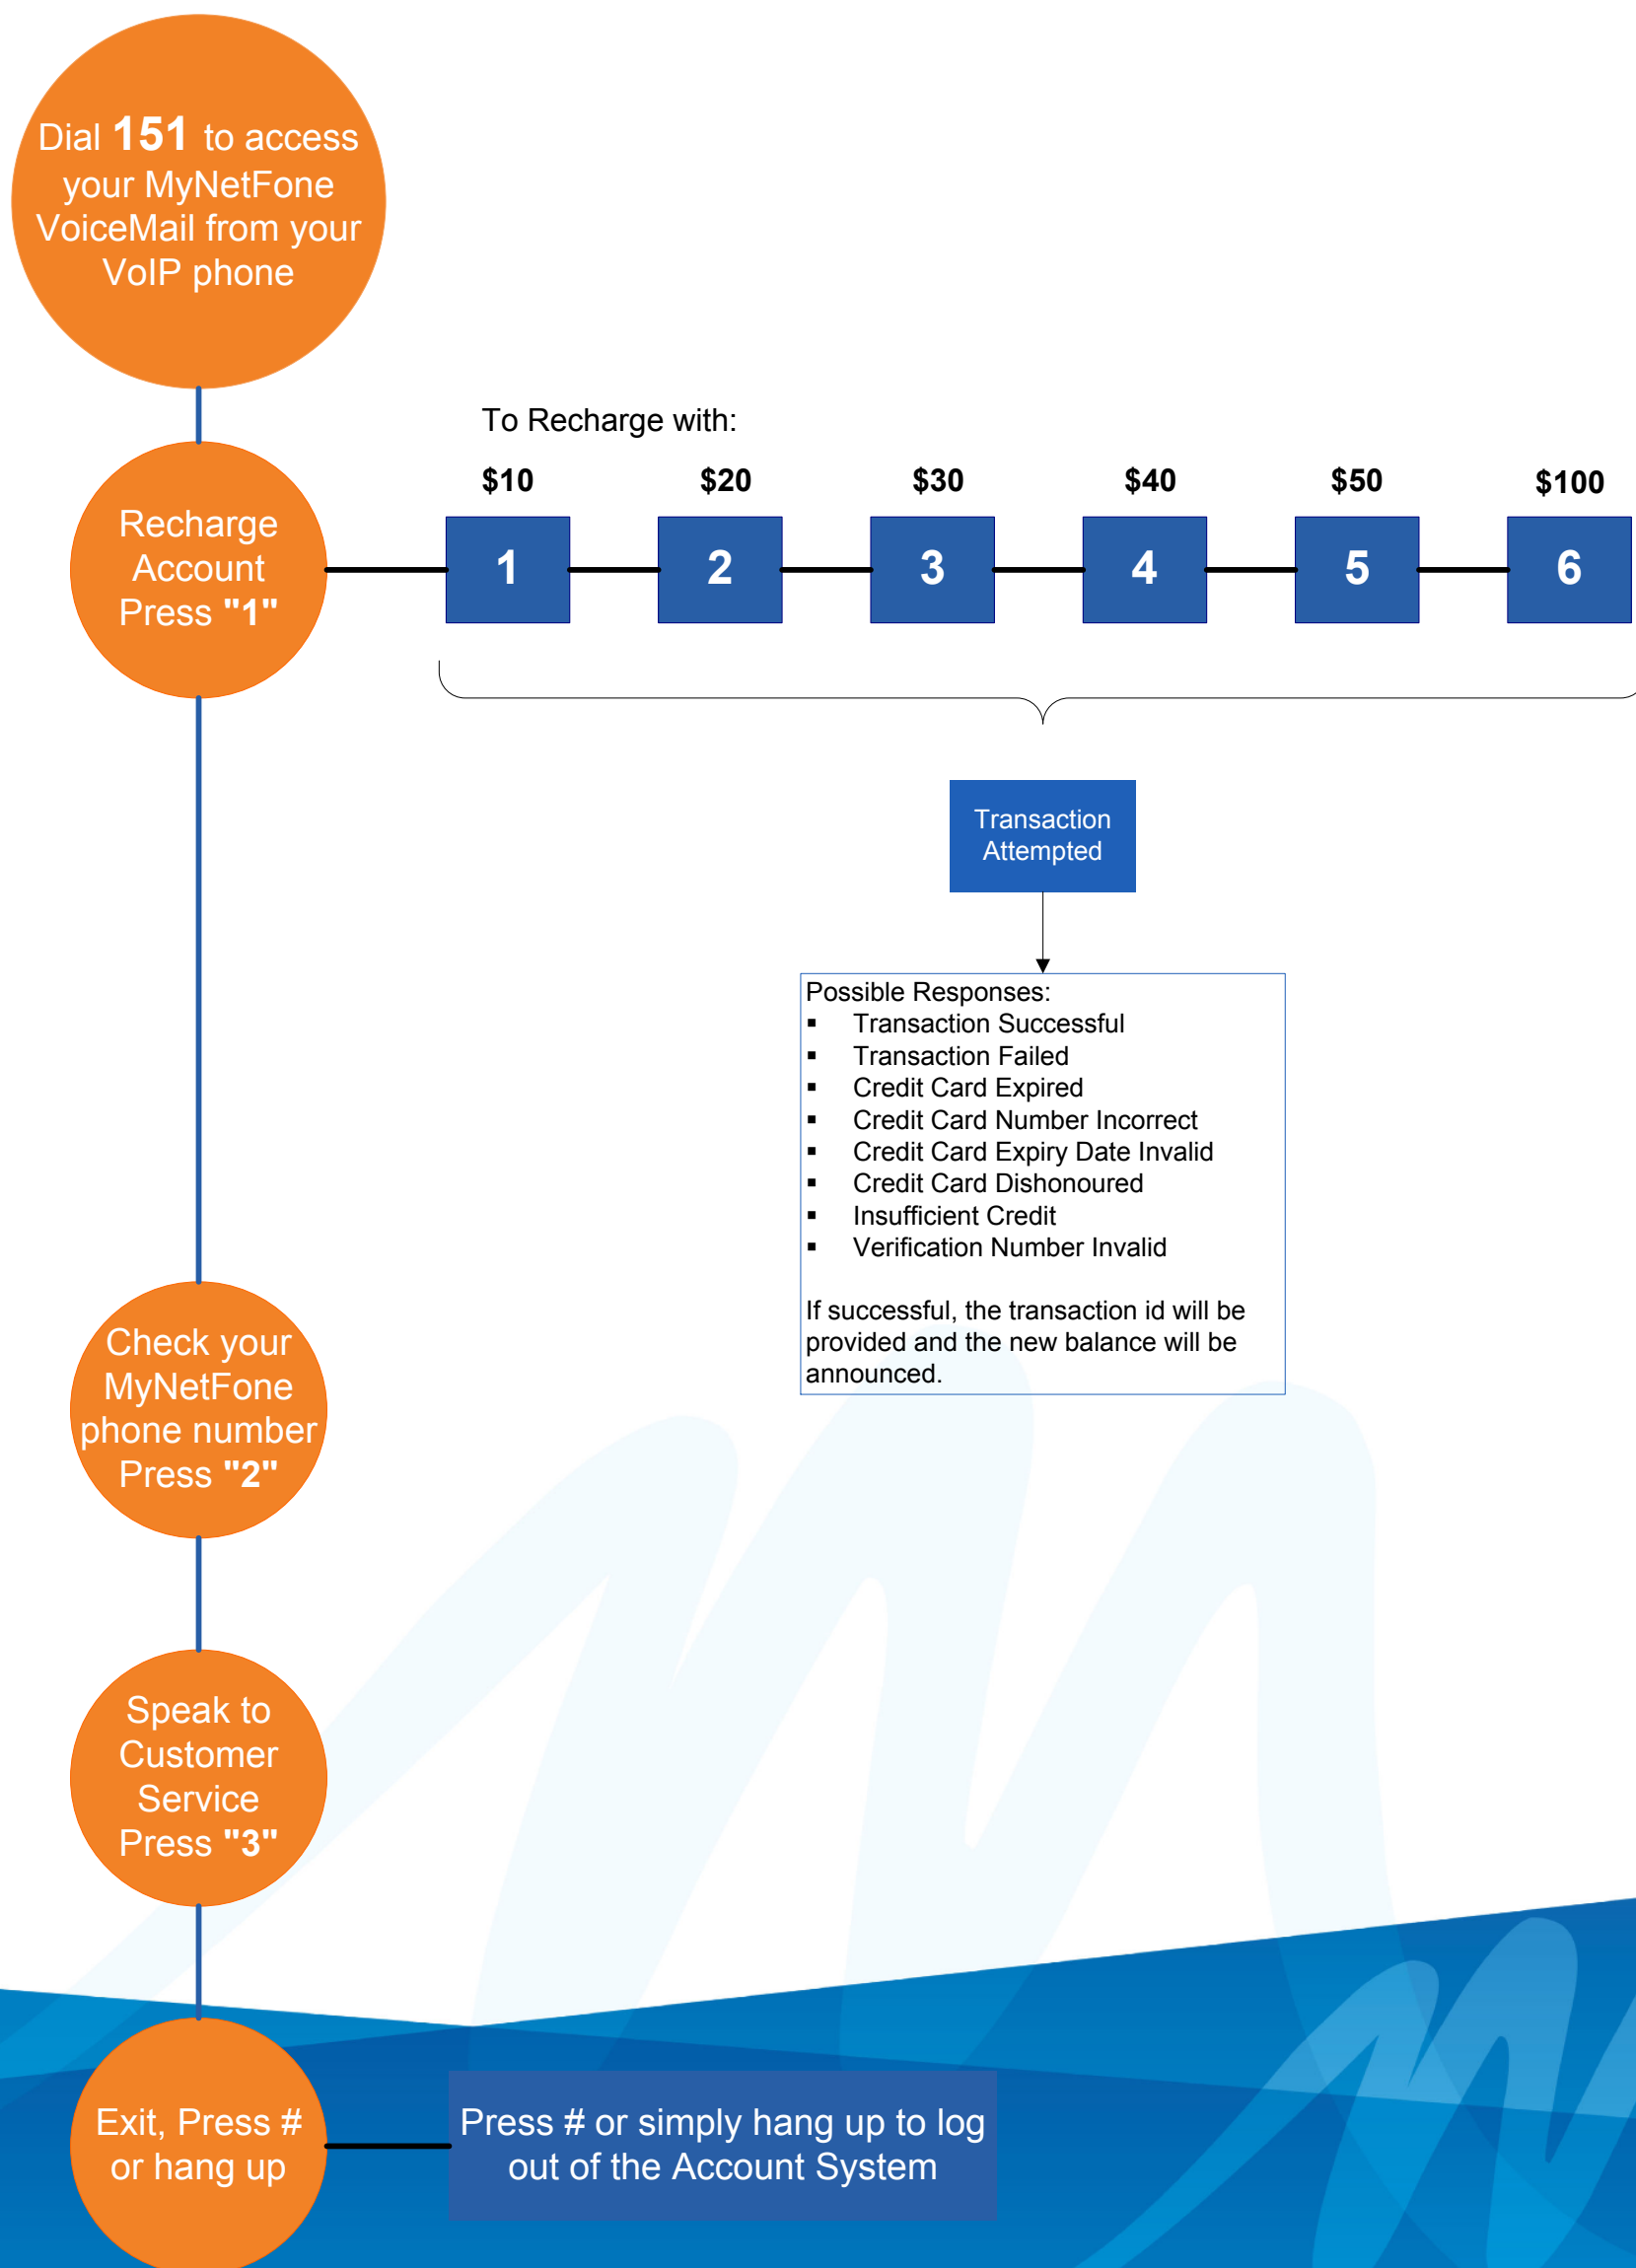 Dial 151 to access
your MyNetFone
VoiceMail from your
VoIP phone
To Recharge with:
$10 $20 $30 $40 $50 $100
Recharge
Account
Press "1"
1 2 3 4 5 6
Transaction
Attempted
Possible Responses:
▪ Transaction Successful
▪ Transaction Failed
▪ Credit Card Expired
▪ Credit Card Number Incorrect
▪ Credit Card Expiry Date Invalid
▪ Credit Card Dishonoured
▪ Insufficient Credit
▪ Verification Number Invalid
If successful, the transaction id will be
provided and the new balance will be
announced.
Check your
MyNetFone
phone number
Press "2"
Speak to
Customer
Service
Press "3"
Exit, Press #
or hang up
Press # or simply hang up to log
out of the Account System